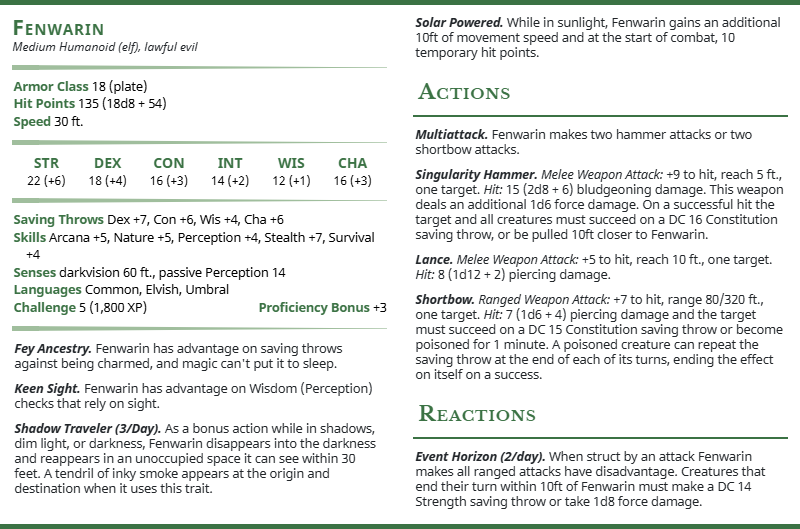 Fenwarin
Medium Humanoid (elf), lawful evil
Armor Class 18 (plate)
Hit Points 135 (18d8 + 54)
Speed 30 ft.
STR DEX CON INT WIS CHA
22 (+6) 18 (+4) 16 (+3) 14 (+2) 12 (+1) 16 (+3)
Saving Throws Dex +7, Con +6, Wis +4, Cha +6
Skills Arcana +5, Nature +5, Perception +4, Stealth +7, Survival
+4
Senses darkvision 60 ft., passive Perception 14
Languages Common, Elvish, Umbral
Challenge 5 (1,800 XP) Proficiency Bonus +3
Fey Ancestry. Fenwarin has advantage on saving throws
against being charmed, and magic can't put it to sleep.
Keen Sight. Fenwarin has advantage on Wisdom (Perception)
checks that rely on sight.
Shadow Traveler (3/Day). As a bonus action while in shadows,
dim light, or darkness, Fenwarin disappears into the darkness
and reappears in an unoccupied space it can see within 30
feet. A tendril of inky smoke appears at the origin and
destination when it uses this trait.
Solar Powered. While in sunlight, Fenwarin gains an additional
10ft of movement speed and at the start of combat, 10
temporary hit points.
Actions
Multiattack. Fenwarin makes two hammer attacks or two
shortbow attacks.
Singularity Hammer. Melee Weapon Attack: +9 to hit, reach 5 ft.,
one target. Hit: 15 (2d8 + 6) bludgeoning damage. This weapon
deals an additional 1d6 force damage. On a successful hit the
target and all creatures must succeed on a DC 16 Constitution
saving throw, or be pulled 10ft closer to Fenwarin.
Lance. Melee Weapon Attack: +5 to hit, reach 10 ft., one target.
Hit: 8 (1d12 + 2) piercing damage.
Shortbow. Ranged Weapon Attack: +7 to hit, range 80/320 ft.,
one target. Hit: 7 (1d6 + 4) piercing damage and the target
must succeed on a DC 15 Constitution saving throw or become
poisoned for 1 minute. A poisoned creature can repeat the
saving throw at the end of each of its turns, ending the effect
on itself on a success.
Reactions
Event Horizon (2/day). When struck by an attack Fenwarin
makes all ranged attacks have disadvantage. Creatures that
end their turn within 10ft of Fenwarin must make a DC 14
Strength saving throw or take 1d8 force damage.